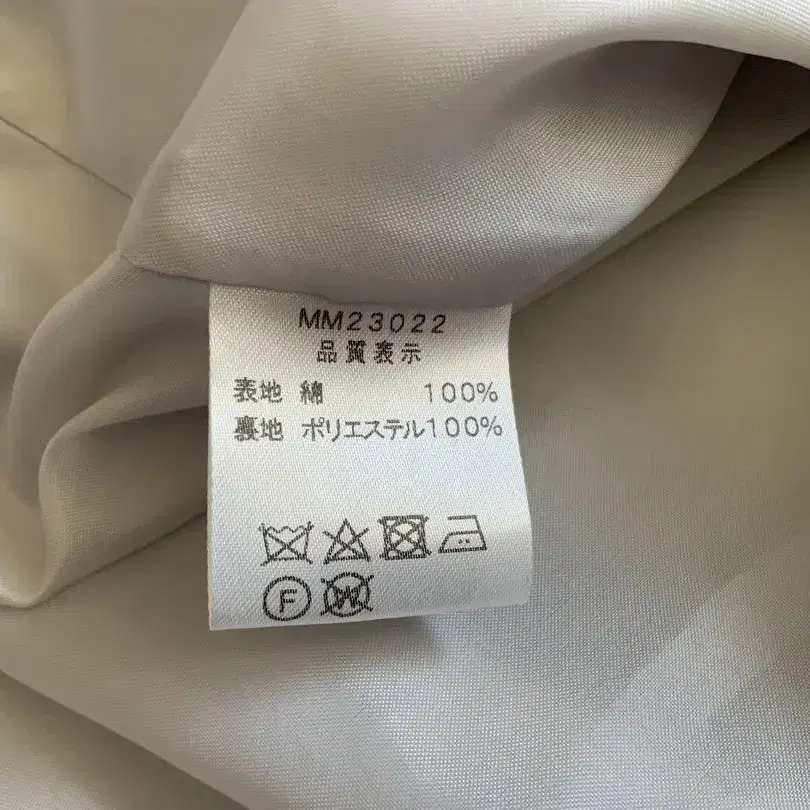 MM23022
品質表示
表地 綿 100%
裏地 ポリエステル100%
F
W